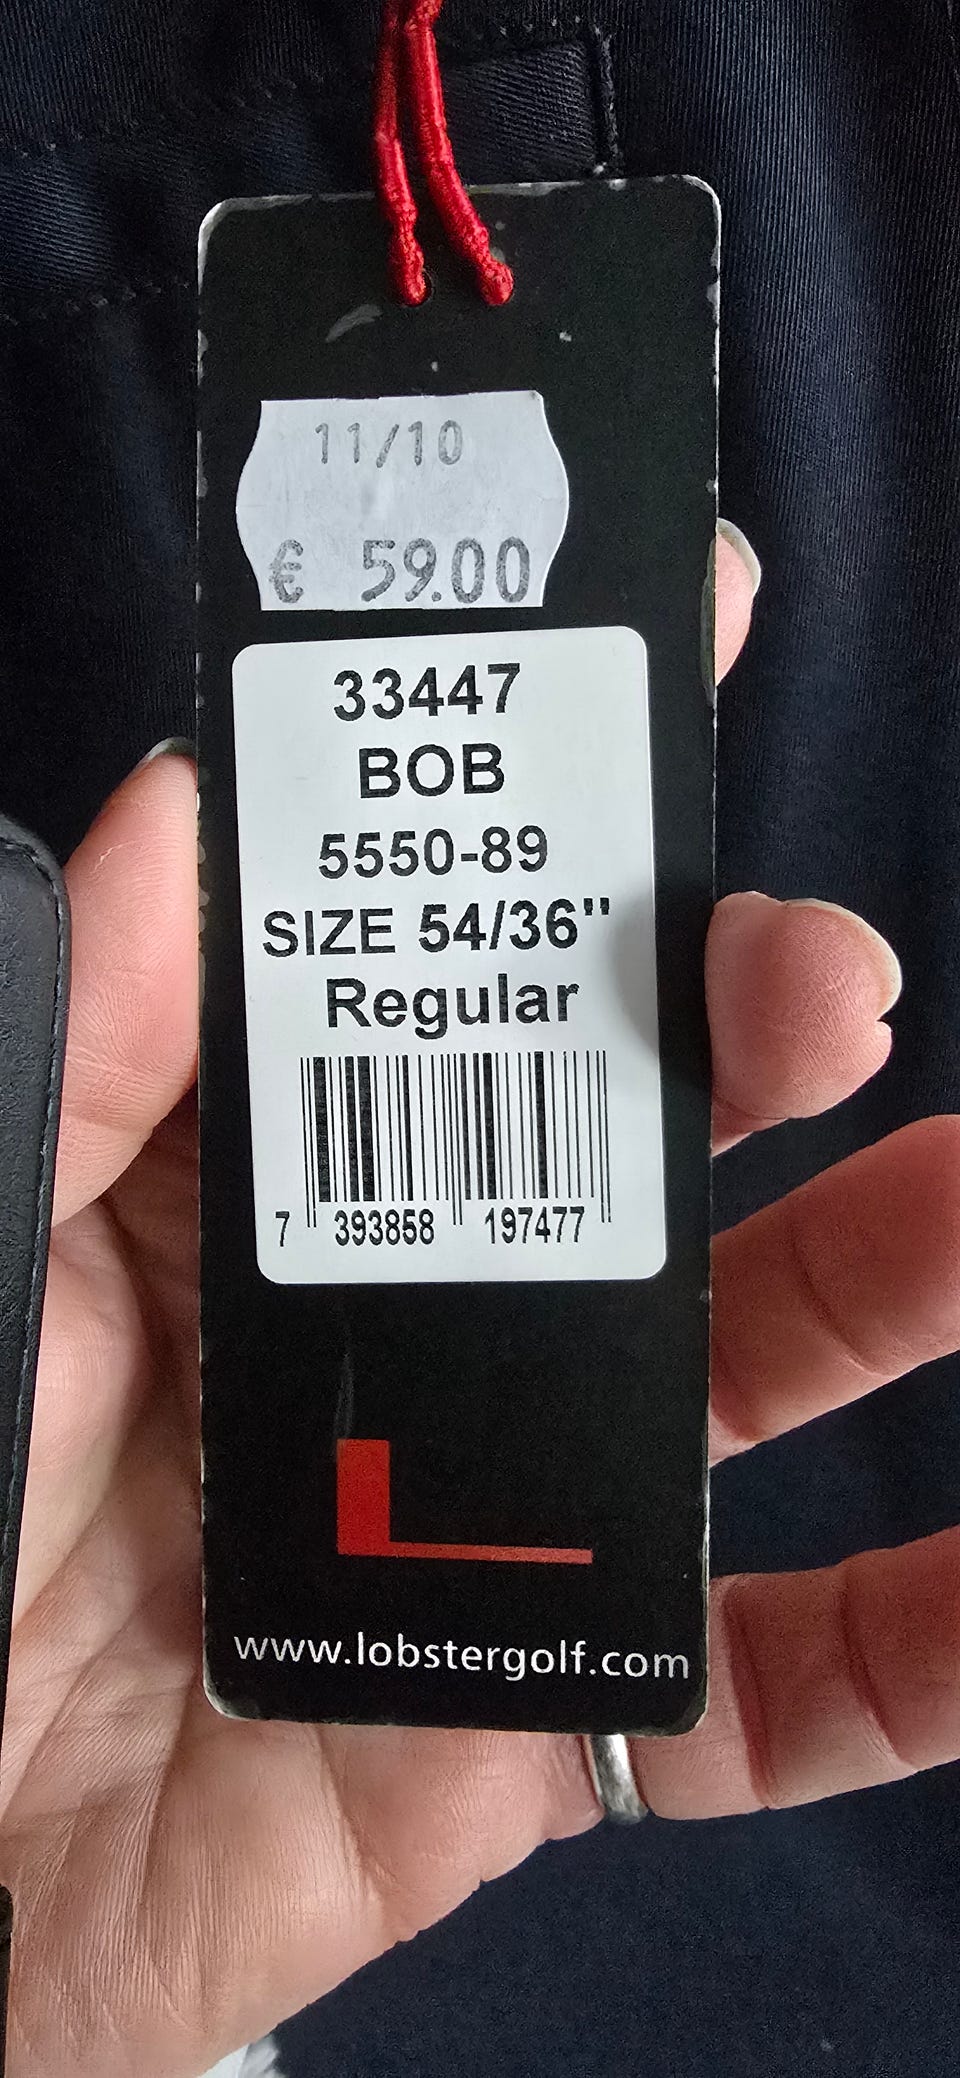 11/10
€ 59.00
33447
BOB
5550-89
SIZE 54/36"
Regular
7 393858 197477
www.lobstergolf.com